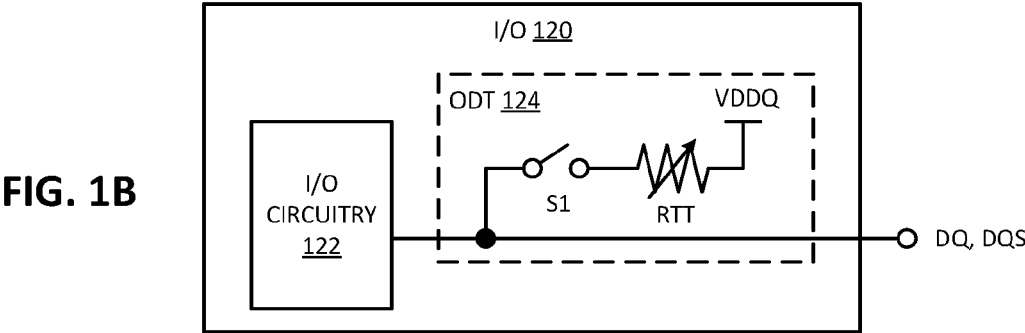 I/O 120
ODT 124
VDDQ
FIG. 1B
I/O
CIRCUITRY
122
S1
RTT
DQ, DQS